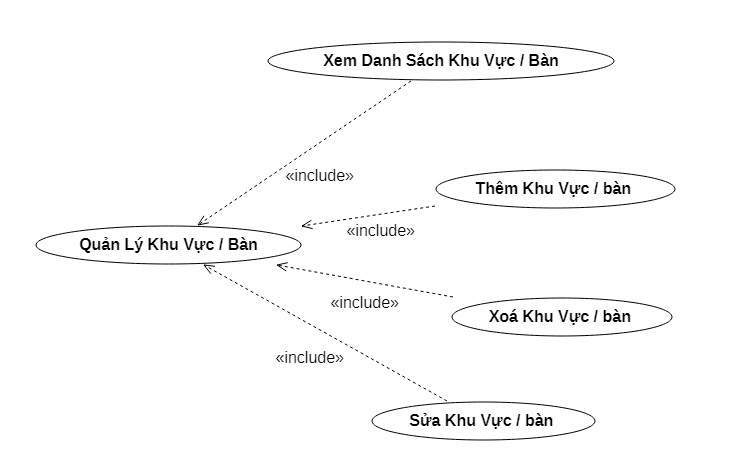 Xem Danh Sách Khu Vực / Bàn
«include»
Thêm Khu Vực / bàn
«include»
Quản Lý Khu Vực / Bàn
«include»
Xoá Khu Vực / bàn
«include»
Sửa Khu Vực / bàn